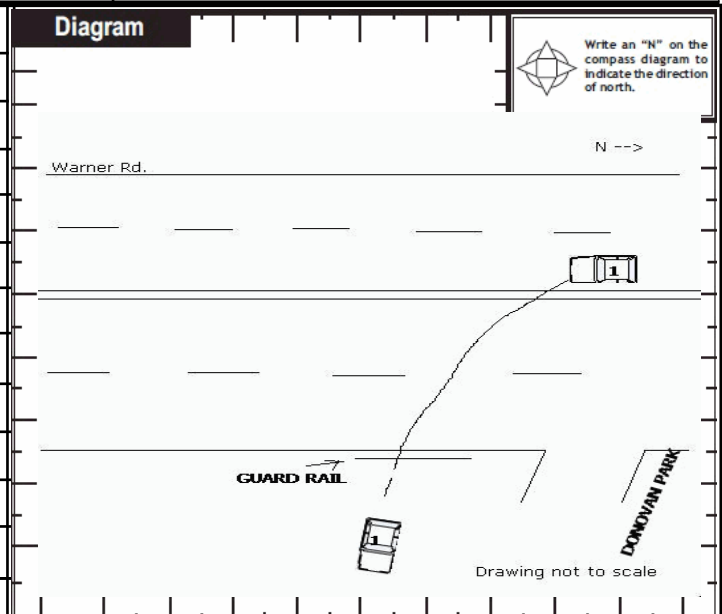 Diagram
Write an "N" on the
compass diagram to
indicate the direction
of north.
N -->
Warner Rd.
1
GUARD RAIL
DONOVAN PARK
1
Drawing not to scale